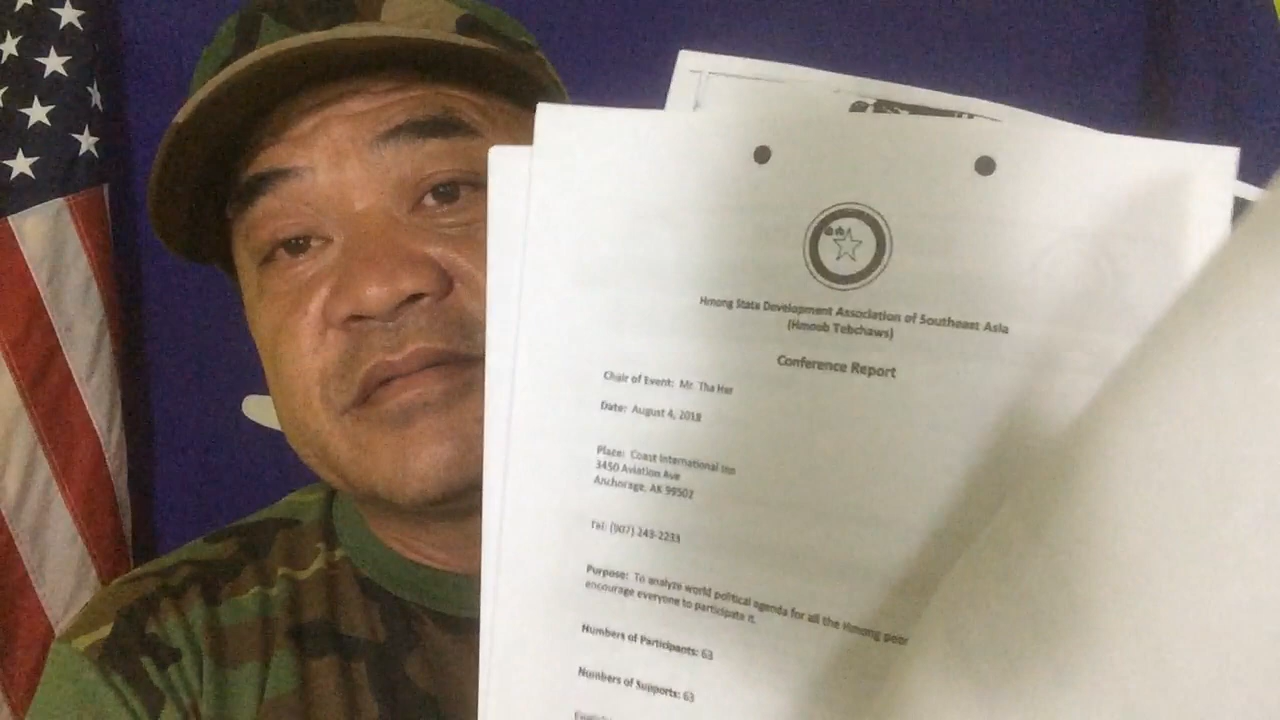 Hmong State Development Association of Southeast Asia
(Hmoob Tebchaws)
Conference Report
Chair of Event: Mr. Tha Her
Date: August 4, 2018
Place: Coast International Inn
3450 Aviation Ave
Anchorage, AK 99502
Tel: (907) 243-2233
Purpose: To analyze world political agenda for all the Hmong
encourage everyone to participate it.
Numbers of Participants: 63
Numbers of Supports: 63